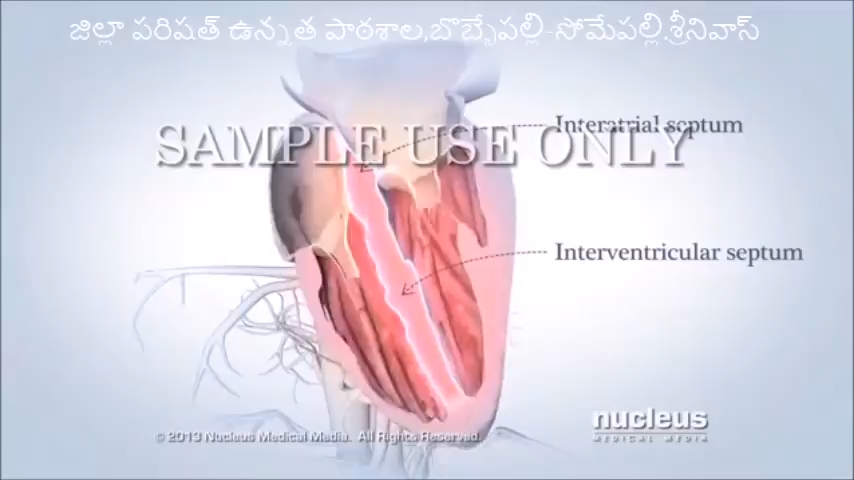 జిల్లా పరిషత్ ఉన్నత పాఠశాల,బొబ్బేపల్లి-సోమేపల్లి.శ్రీనివాస్
Interatrial septum
SAMPLE USE ONLY
Interventricular septum
nucleus
MEDICAL MEDIA
© 2013 Nucleus Medical Media. All Rights Reserved.